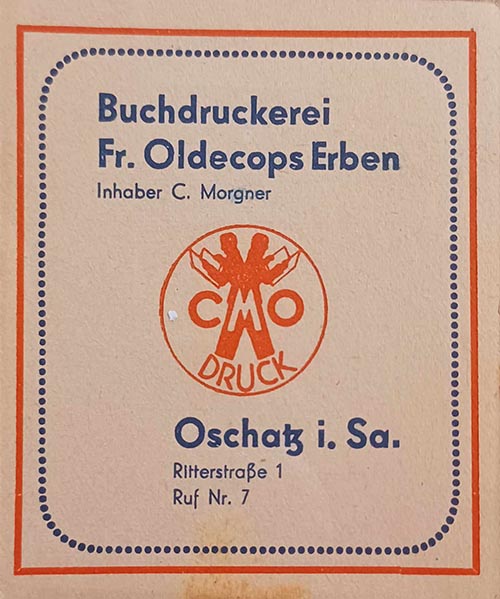 Buchdruckerei
Fr. Oldecops Erben
Inhaber C. Morgner
CMO
DRUCK
Oschatz i. Sa.
Ritterstraße 1
Ruf Nr. 7